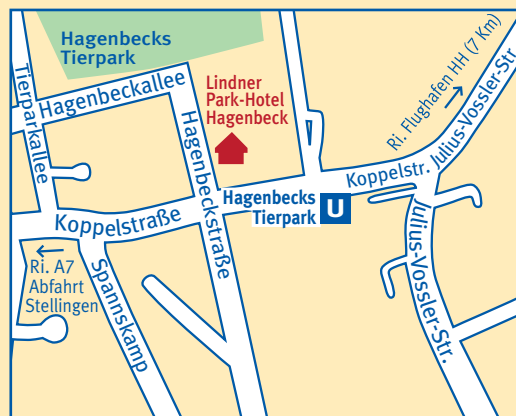 Hagenbecks
Tierpark
Tierparkallee
Hagenbeckallee
Lindner
Park-Hotel
Hagenbeck
Ri. Flughafen HH (7 Km)
Julius-Vossler-Str.
Hagenbeckstraße
Koppelstr.
Koppelstraße
Hagenbecks
Tierpark
U
Julius-Vossler-Str.
Ri. A7
Abfahrt
Stellingen
Spannskamp